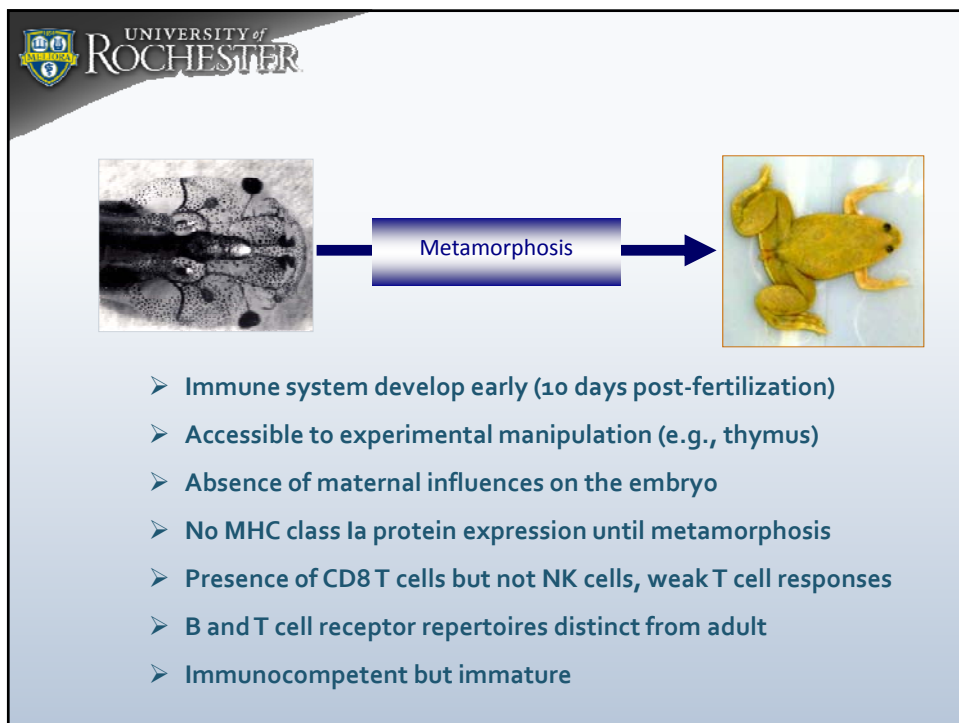 UNIVERSITY of
ROCHESTER
MELIORA
Metamorphosis
➢ Immune system develop early (10 days post-fertilization)
➢ Accessible to experimental manipulation (e.g., thymus)
➢ Absence of maternal influences on the embryo
➢ No MHC class Ia protein expression until metamorphosis
➢ Presence of CD8 T cells but not NK cells, weak T cell responses
➢ B and T cell receptor repertoires distinct from adult
➢ Immunocompetent but immature